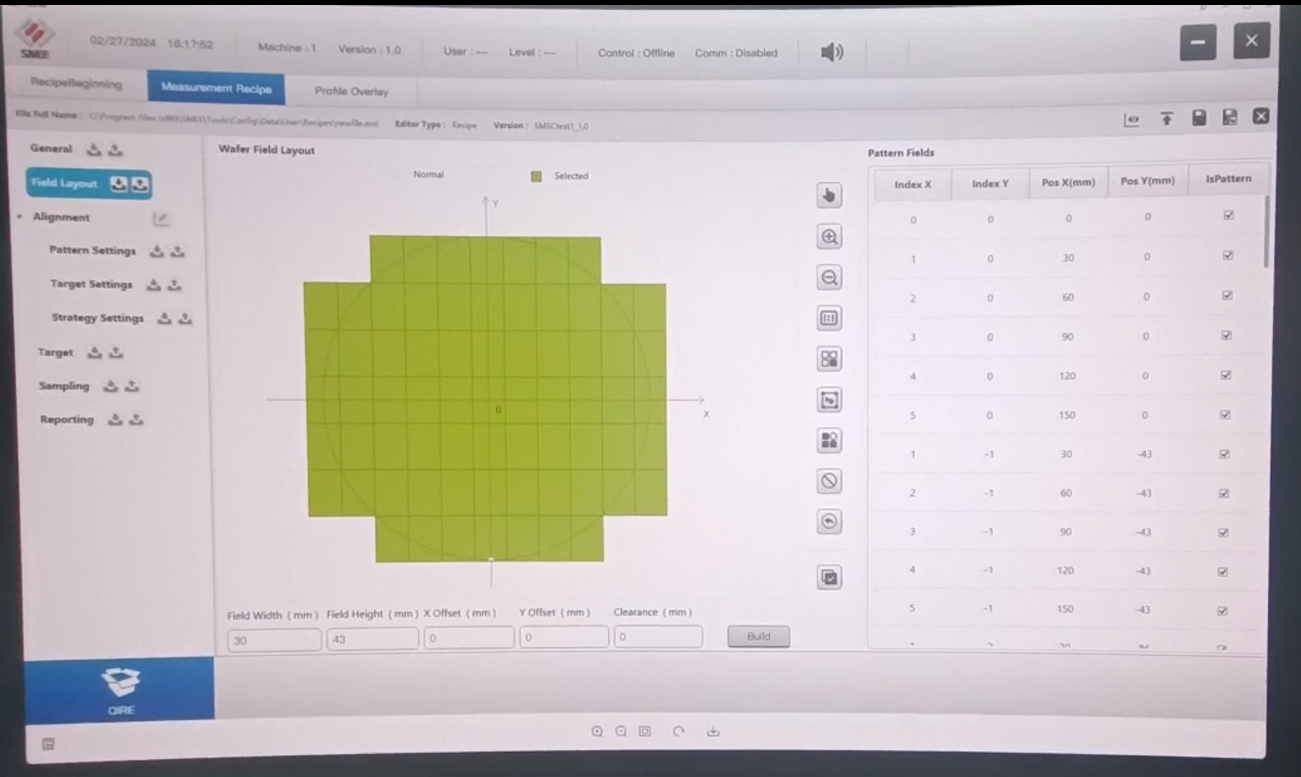 SMEE
02/27/2024 16:17:52 Machine : 1 Version : 1.0 User : -- Level : -- Control : Offline Comm : Disabled
RecipeBeginning Measurement Recipe Profile Overlay
File Full Name : Editor Type : Recipe Version : SMSCtest1_1.0
General
Field Layout
Alignment
Pattern Settings
Target Settings
Strategy Settings
Target
Sampling
Reporting
OIRE
Wafer Field Layout
Normal Selected
Y
0
X
Field Width ( mm ) Field Height ( mm ) X Offset ( mm ) Y Offset ( mm ) Clearance ( mm )
30 43 0 0 0 Build
Pattern Fields
Index X Index Y Pos X(mm) Pos Y(mm) IsPattern
0 0 0 0
1 0 30 0
2 0 60 0
3 0 90 0
4 0 120 0
5 0 150 0
1 -1 30 -43
2 -1 60 -43
3 -1 90 -43
4 -1 120 -43
5 -1 150 -43